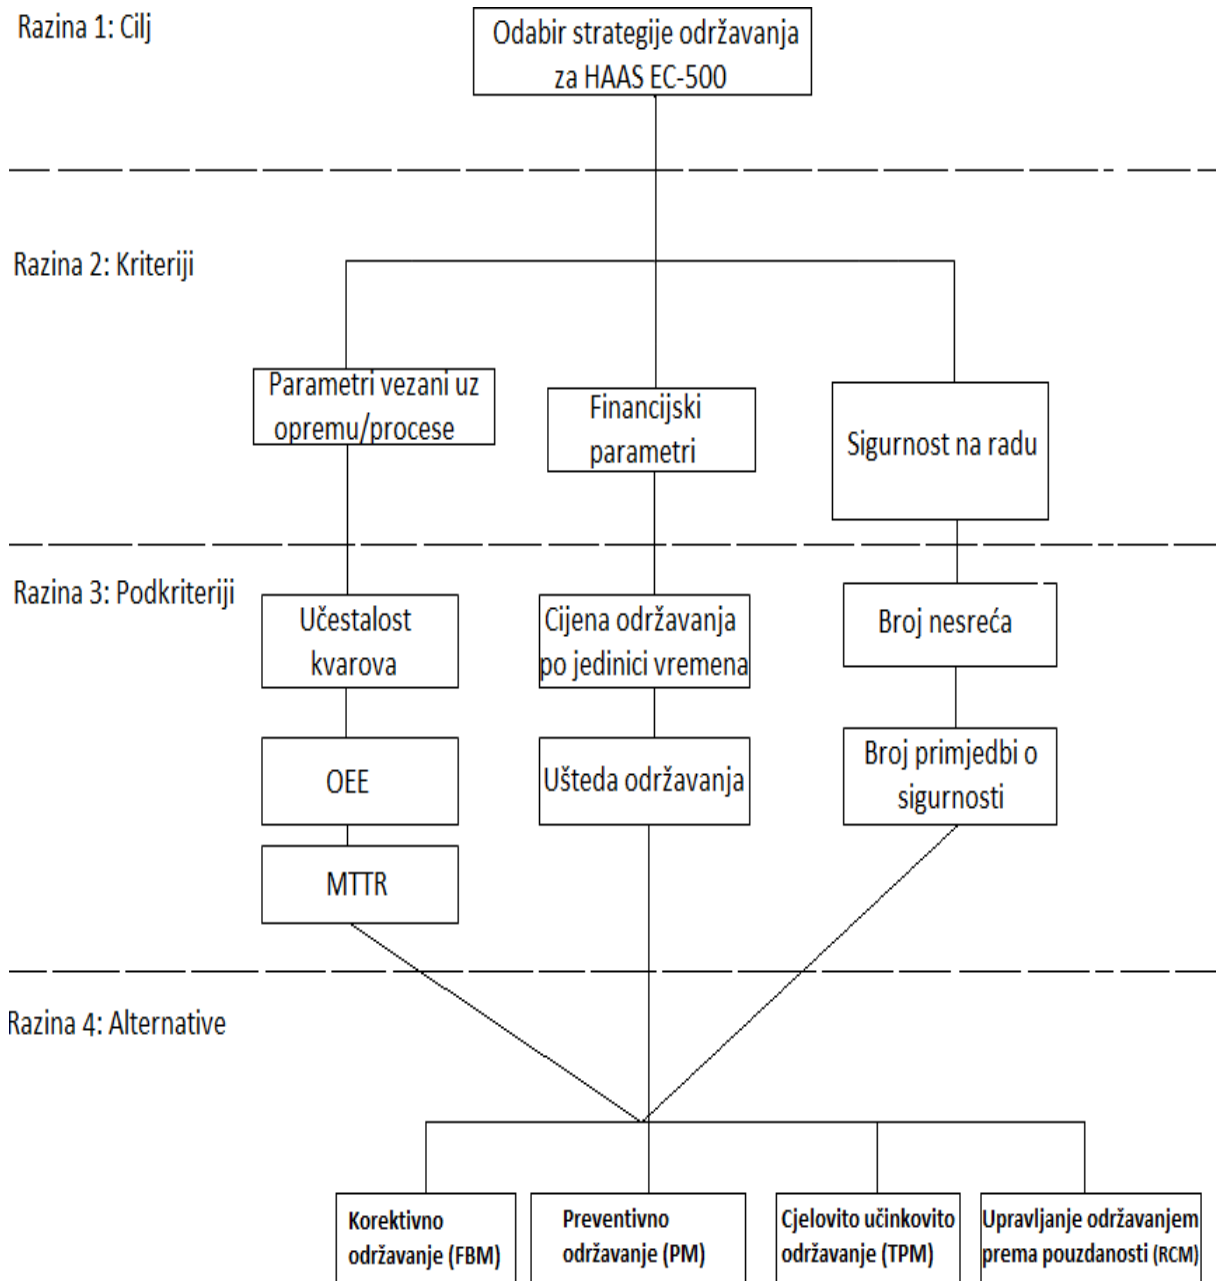 Razina 1: Cilj
Odabir strategije održavanja
za HAAS EC-500
Razina 2: Kriteriji
Parametri vezani uz
opremu/procese
Financijski
parametri
Sigurnost na radu
Razina 3: Podkriteriji
Učestalost
kvarova
Cijena održavanja
po jedinici vremena
Broj nesreća
OEE
Ušteda održavanja
Broj primjedbi o
sigurnosti
MTTR
Razina 4: Alternative
Korektivno
održavanje (FBM)
Preventivno
održavanje (PM)
Cjelovito učinkovito
održavanje (TPM)
Upravljanje održavanjem
prema pouzdanosti (RCM)